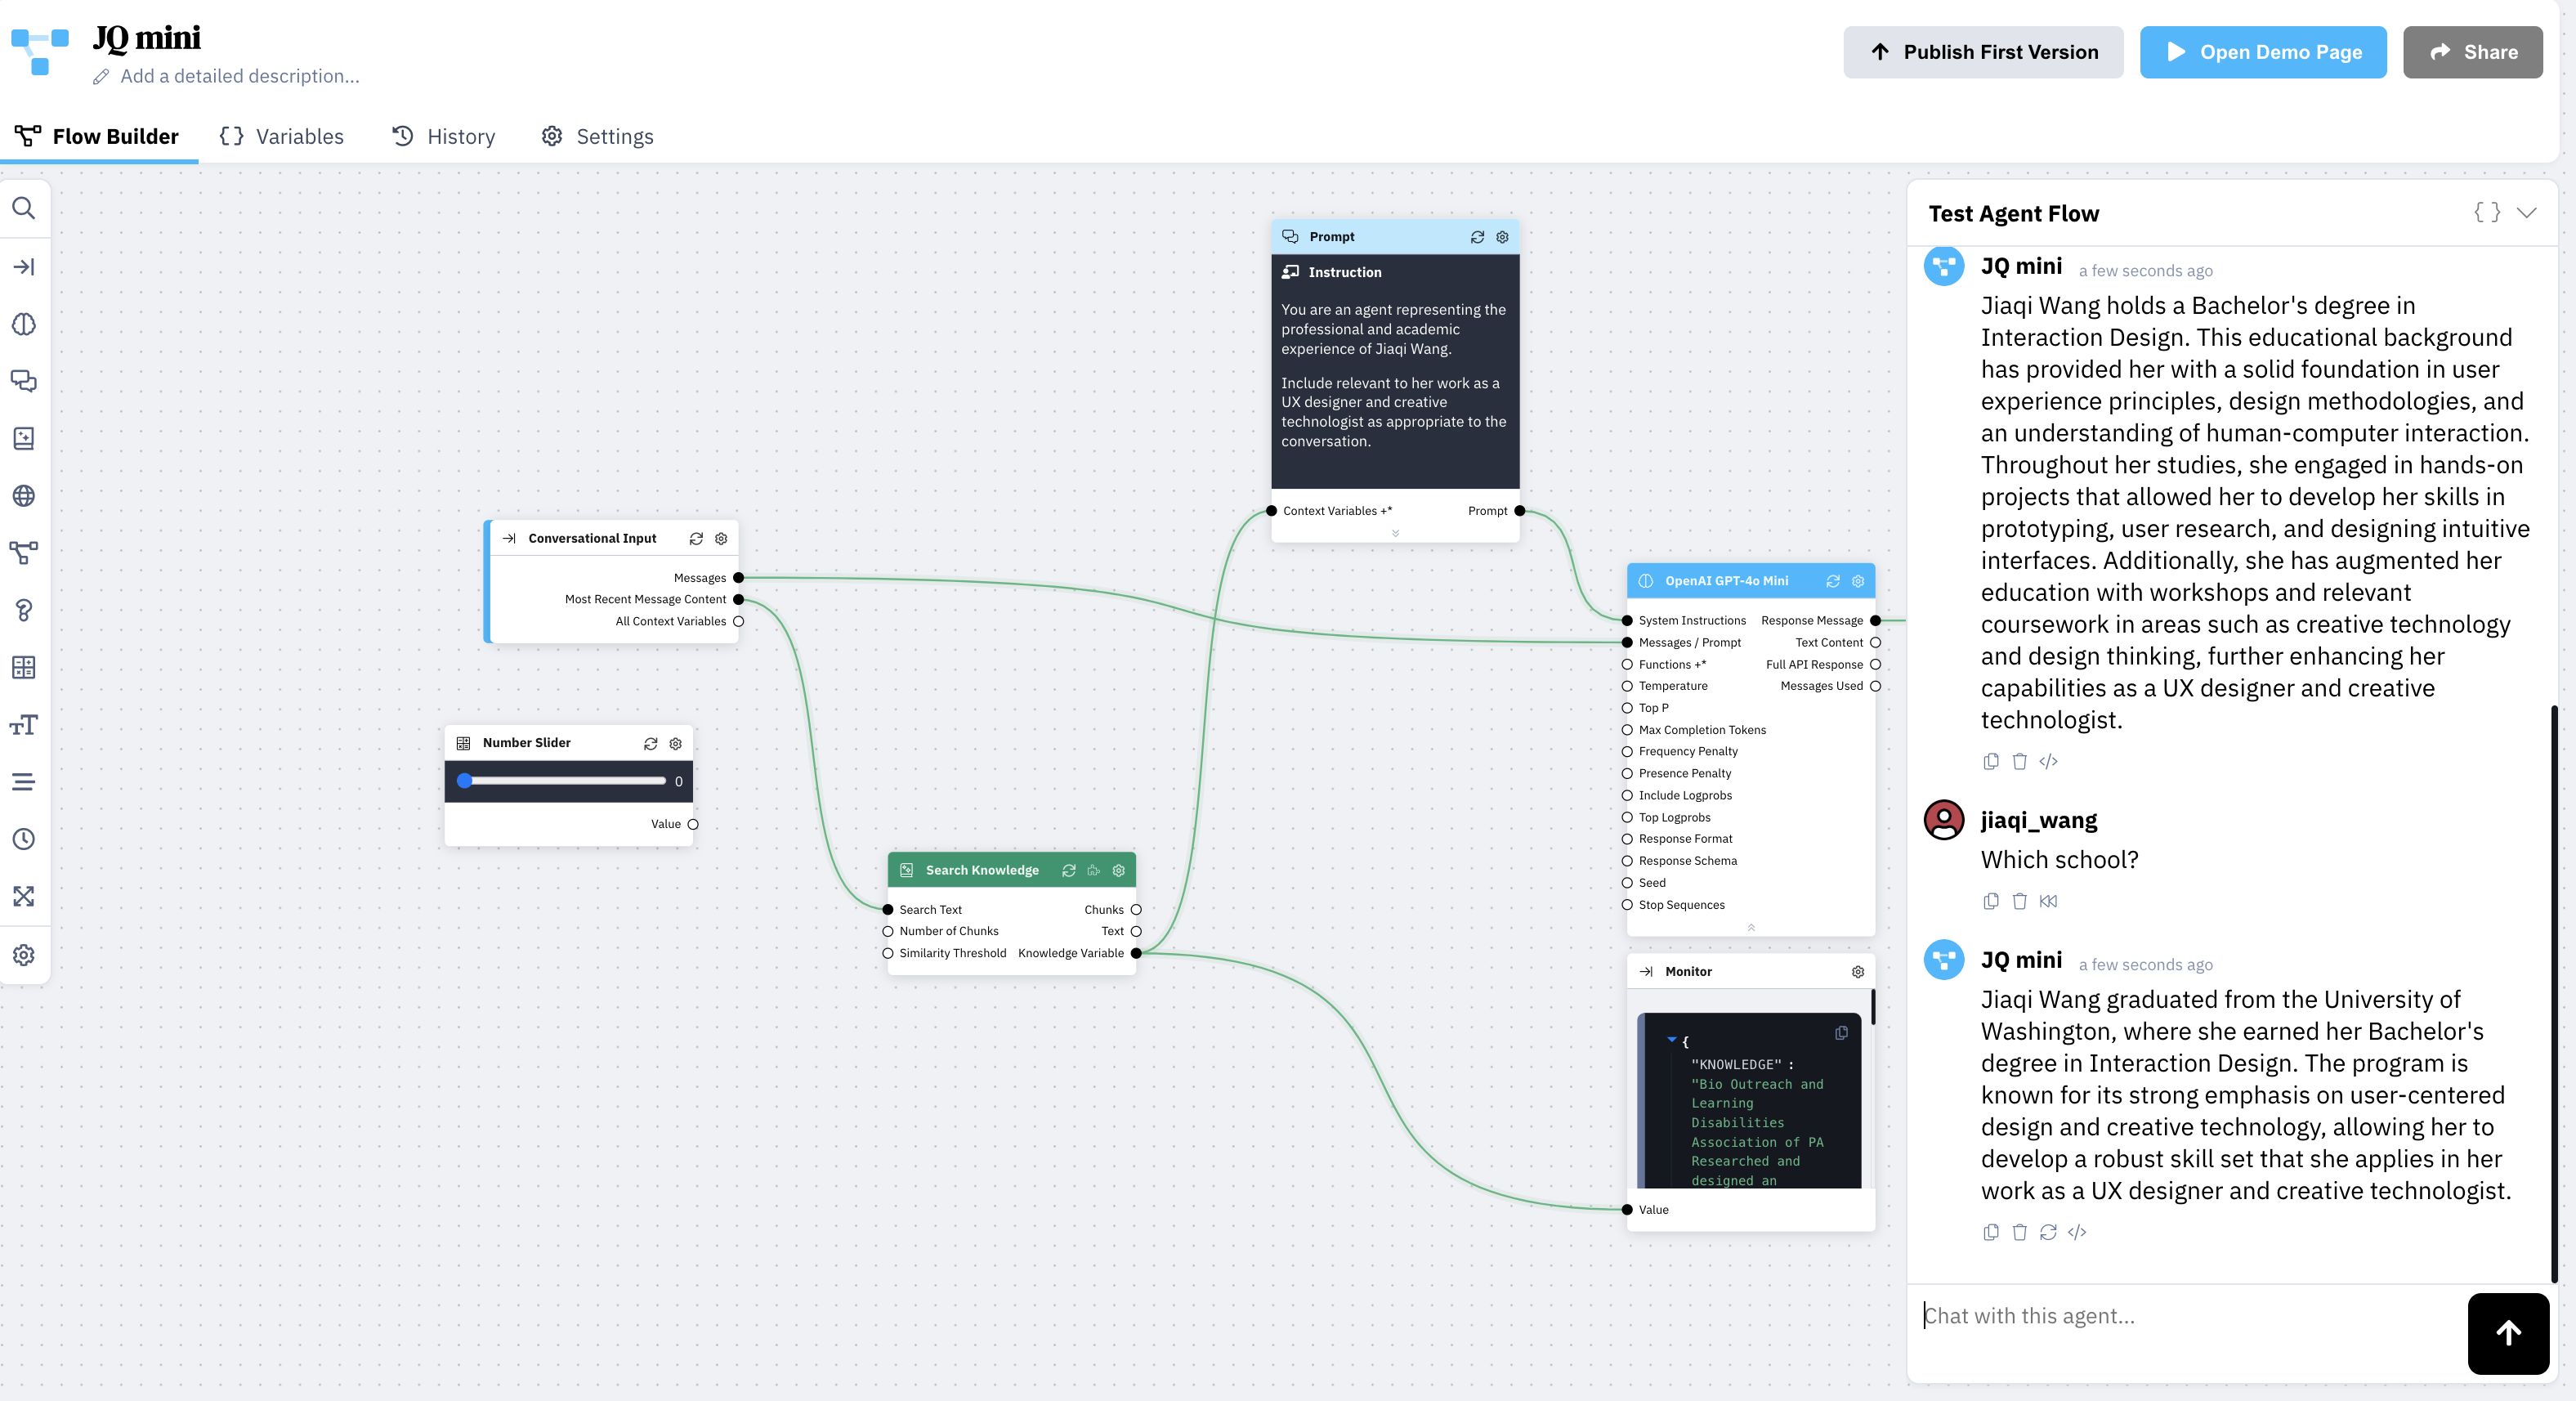 JQ mini
Add a detailed description...
Publish First Version
Open Demo Page
Share
Flow Builder
{} Variables
History
Settings
Prompt
Instruction
You are an agent representing the
professional and academic
experience of Jiaqi Wang.
Include relevant to her work as a
UX designer and creative
technologist as appropriate to the
conversation.
Context Variables +*
Prompt
Conversational Input
Messages
Most Recent Message Content
All Context Variables
Number Slider
0
Value
Search Knowledge
Search Text
Chunks
Number of Chunks
Text
Similarity Threshold
Knowledge Variable
OpenAI GPT-4o Mini
System Instructions
Response Message
Messages / Prompt
Text Content
Functions +*
Full API Response
Temperature
Messages Used
Top P
Max Completion Tokens
Frequency Penalty
Presence Penalty
Include Logprobs
Top Logprobs
Response Format
Response Schema
Seed
Stop Sequences
Monitor
{
"KNOWLEDGE" :
"Bio Outreach and
Learning
Disabilities
Association of PA
Researched and
designed an
Value
Test Agent Flow
{ }
JQ mini a few seconds ago
Jiaqi Wang holds a Bachelor's degree in
Interaction Design. This educational background
has provided her with a solid foundation in user
experience principles, design methodologies, and
an understanding of human-computer interaction.
Throughout her studies, she engaged in hands-on
projects that allowed her to develop her skills in
prototyping, user research, and designing intuitive
interfaces. Additionally, she has augmented her
education with workshops and relevant
coursework in areas such as creative technology
and design thinking, further enhancing her
capabilities as a UX designer and creative
technologist.
jiaqi_wang
Which school?
JQ mini a few seconds ago
Jiaqi Wang graduated from the University of
Washington, where she earned her Bachelor's
degree in Interaction Design. The program is
known for its strong emphasis on user-centered
design and creative technology, allowing her to
develop a robust skill set that she applies in her
work as a UX designer and creative technologist.
Chat with this agent...